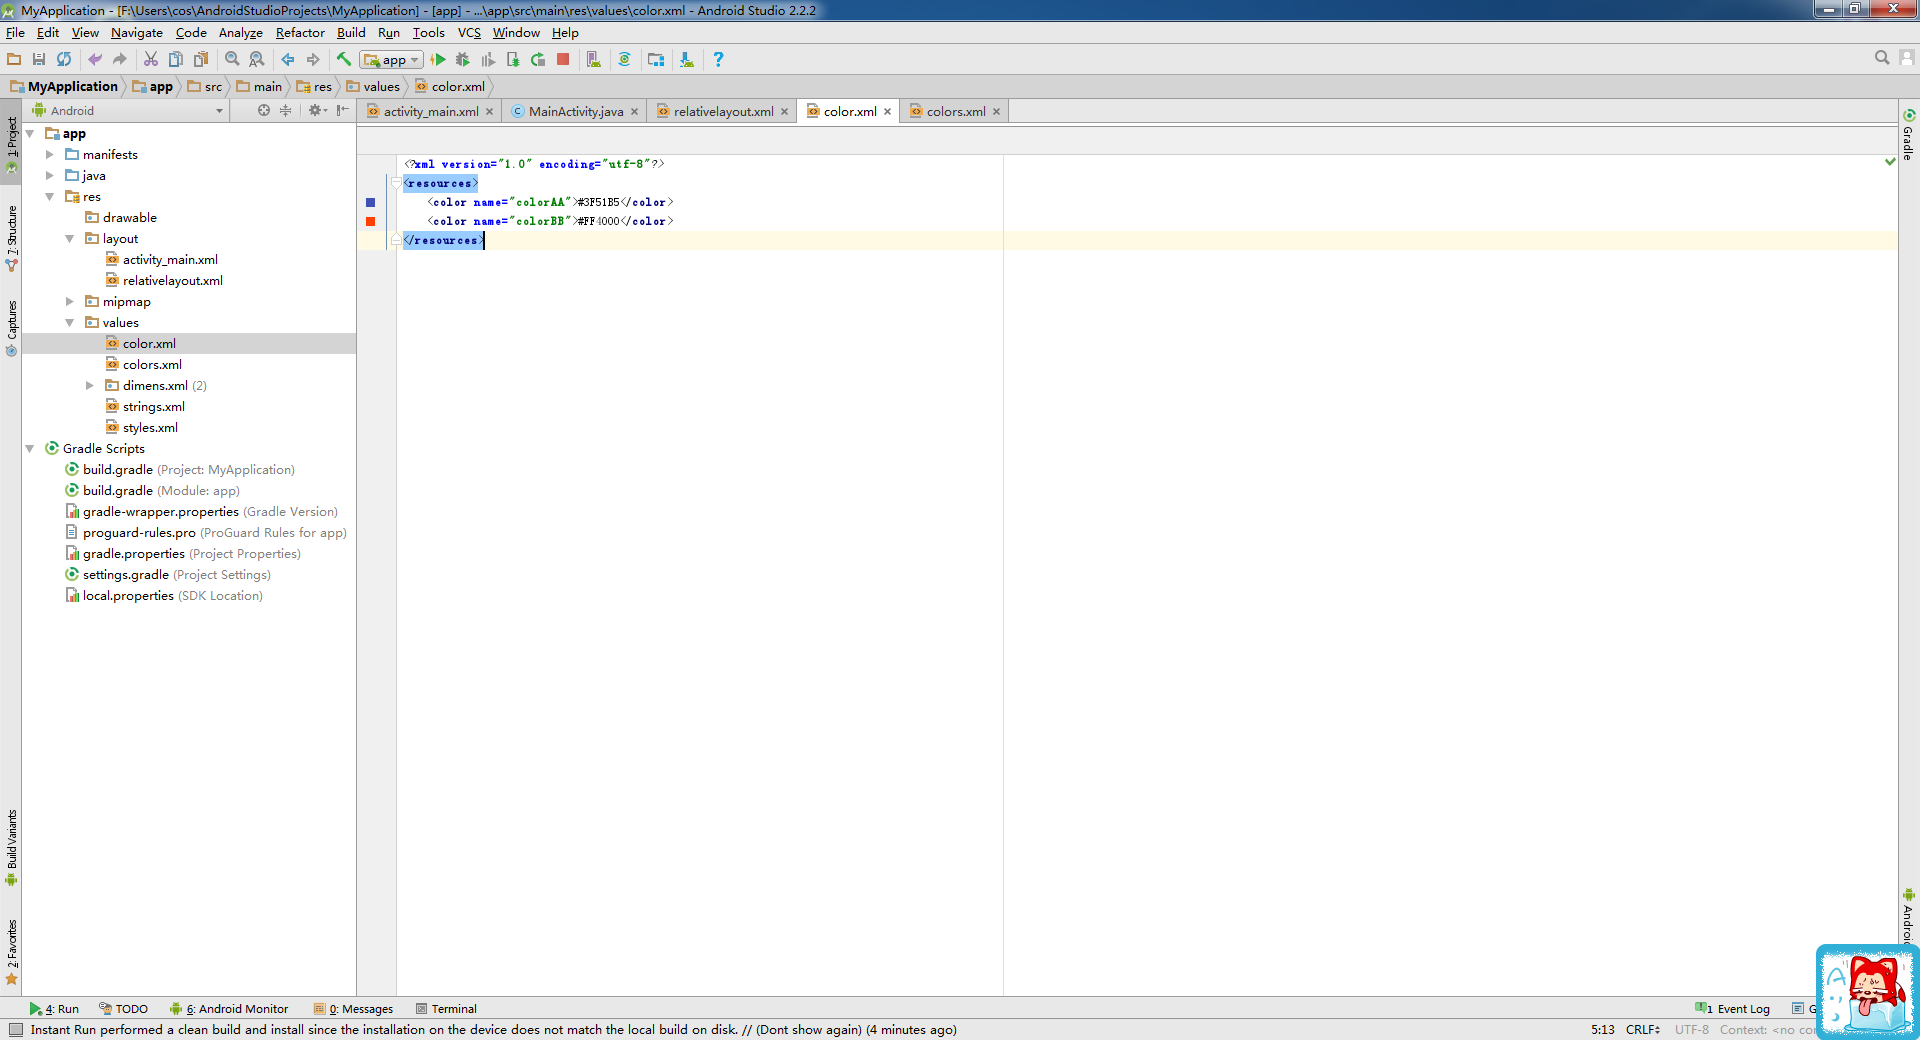 MyApplication - [F:\Users\cos\AndroidStudioProjects\MyApplication] - [app] - ...\app\src\main\res\values\color.xml - Android Studio 2.2.2
File Edit View Navigate Code Analyze Refactor Build Run Tools VCS Window Help
app
MyApplication app src main res values color.xml
Android
activity_main.xml MainActivity.java relativelayout.xml color.xml colors.xml
1: Project
7: Structure
Captures
Build Variants
2: Favorites
app
manifests
java
res
drawable
layout
activity_main.xml
relativelayout.xml
mipmap
values
color.xml
colors.xml
dimens.xml (2)
strings.xml
styles.xml
Gradle Scripts
build.gradle (Project: MyApplication)
build.gradle (Module: app)
gradle-wrapper.properties (Gradle Version)
proguard-rules.pro (ProGuard Rules for app)
gradle.properties (Project Properties)
settings.gradle (Project Settings)
local.properties (SDK Location)
<?xml version="1.0" encoding="utf-8"?>
<resources>
<color name="colorAA">#3F51B5</color>
<color name="colorBB">#FF4000</color>
</resources>
Gradle
4: Run TODO 6: Android Monitor 0: Messages Terminal
1 Event Log
Instant Run performed a clean build and install since the installation on the device does not match the local build on disk. // (Dont show again) (4 minutes ago)
5:13 CRLF UTF-8 Context: <no